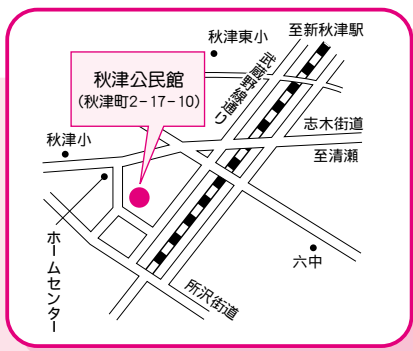 秋津東小
至新秋津駅
秋津公民館
(秋津町2-17-10)
武蔵野線通り
志木街道
至清瀬
秋津小
ホームセンター
六中
所沢街道